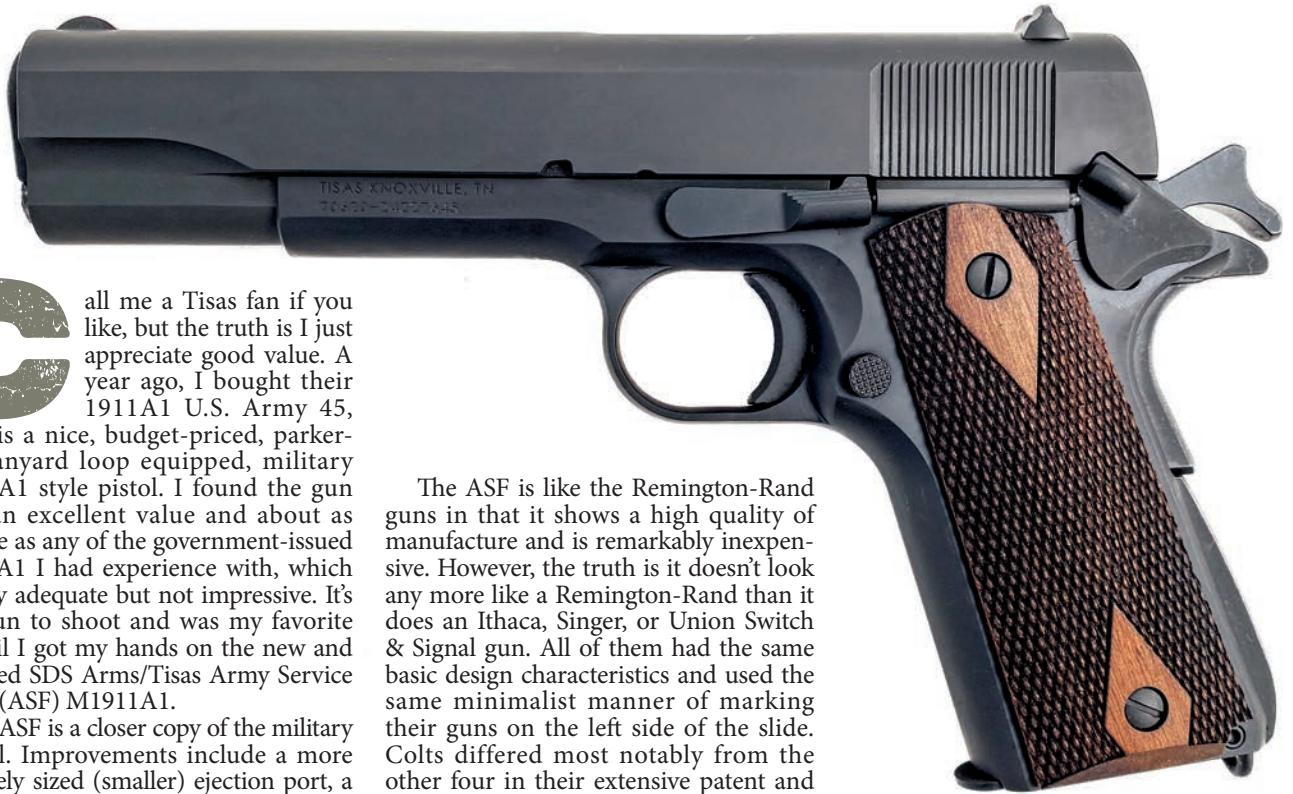 TISAS KNOXVILLE, TN
Call me a Tisas fan if you
like, but the truth is I just
appreciate good value. A
year ago, I bought their
1911A1 U.S. Army 45,
is a nice, budget-priced, parker-
anyard loop equipped, military
A1 style pistol. I found the gun
an excellent value and about as
e as any of the government-issued
A1 I had experience with, which
y adequate but not impressive. It's
un to shoot and was my favorite
il I got my hands on the new and
ed SDS Arms/Tisas Army Service
(ASF) M1911A1.
ASF is a closer copy of the military
l. Improvements include a more
ely sized (smaller) ejection port, a
The ASF is like the Remington-Rand
guns in that it shows a high quality of
manufacture and is remarkably inexpen-
sive. However, the truth is it doesn't look
any more like a Remington-Rand than it
does an Ithaca, Singer, or Union Switch
& Signal gun. All of them had the same
basic design characteristics and used the
same minimalist manner of marking
their guns on the left side of the slide.
Colts differed most notably from the
other four in their extensive patent and